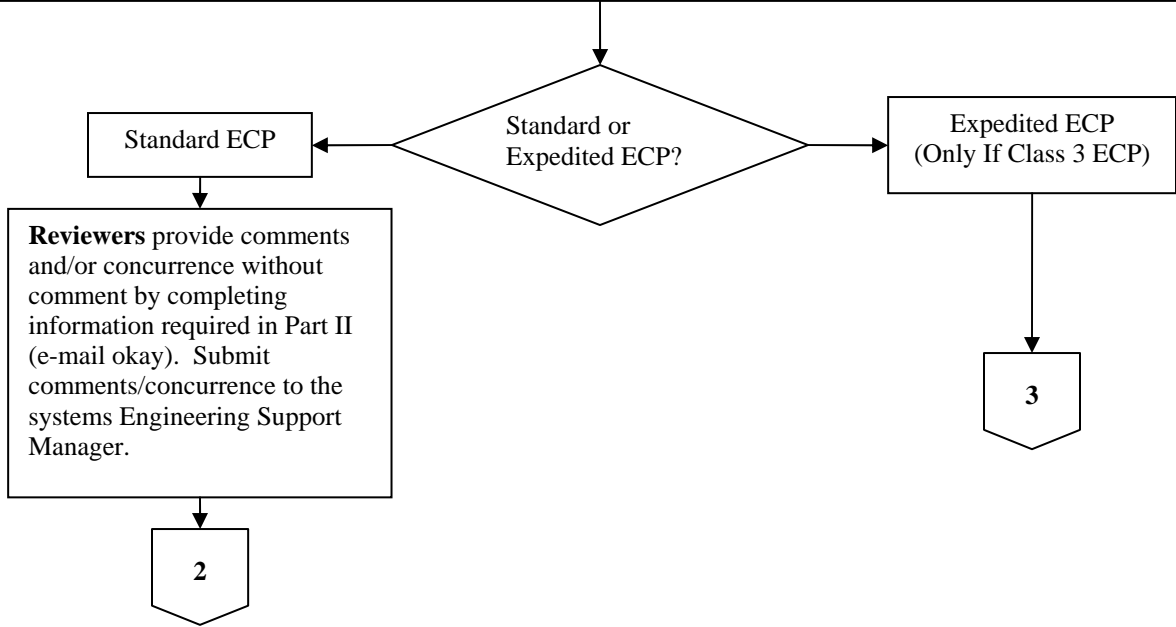 Standard or
Expedited ECP?
Standard ECP
Expedited ECP
(Only If Class 3 ECP)
Reviewers provide comments
and/or concurrence without
comment by completing
information required in Part II
(e-mail okay).  Submit
comments/concurrence to the
systems Engineering Support
Manager.
3
2